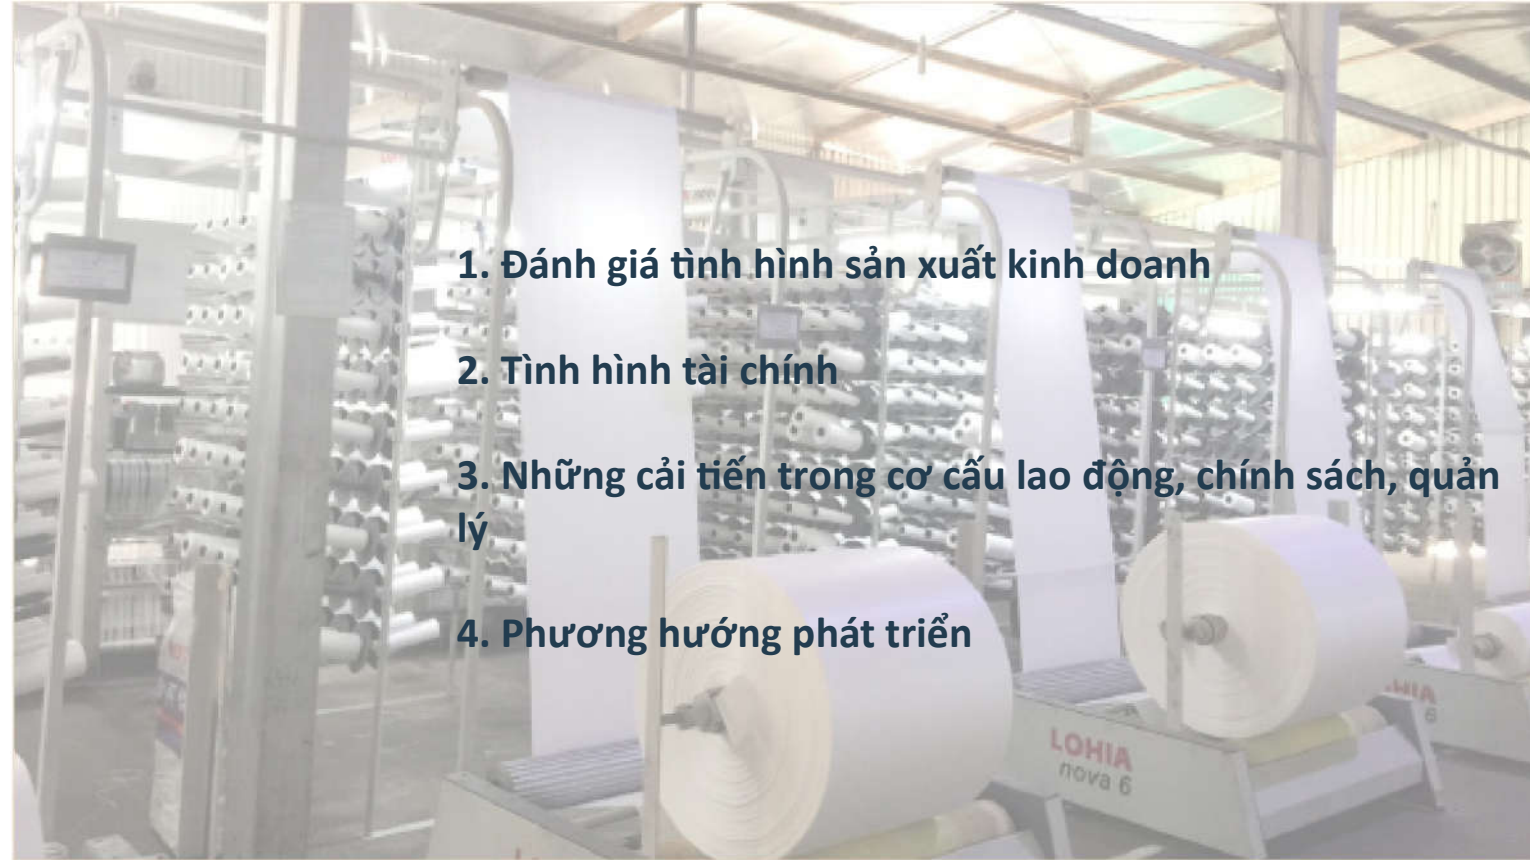 1. Đánh giá tình hình sản xuất kinh doanh
2. Tình hình tài chính
3. Những cải tiến trong cơ cấu lao động, chính sách, quản
lý
4. Phương hướng phát triển
LOHIA
nova 6